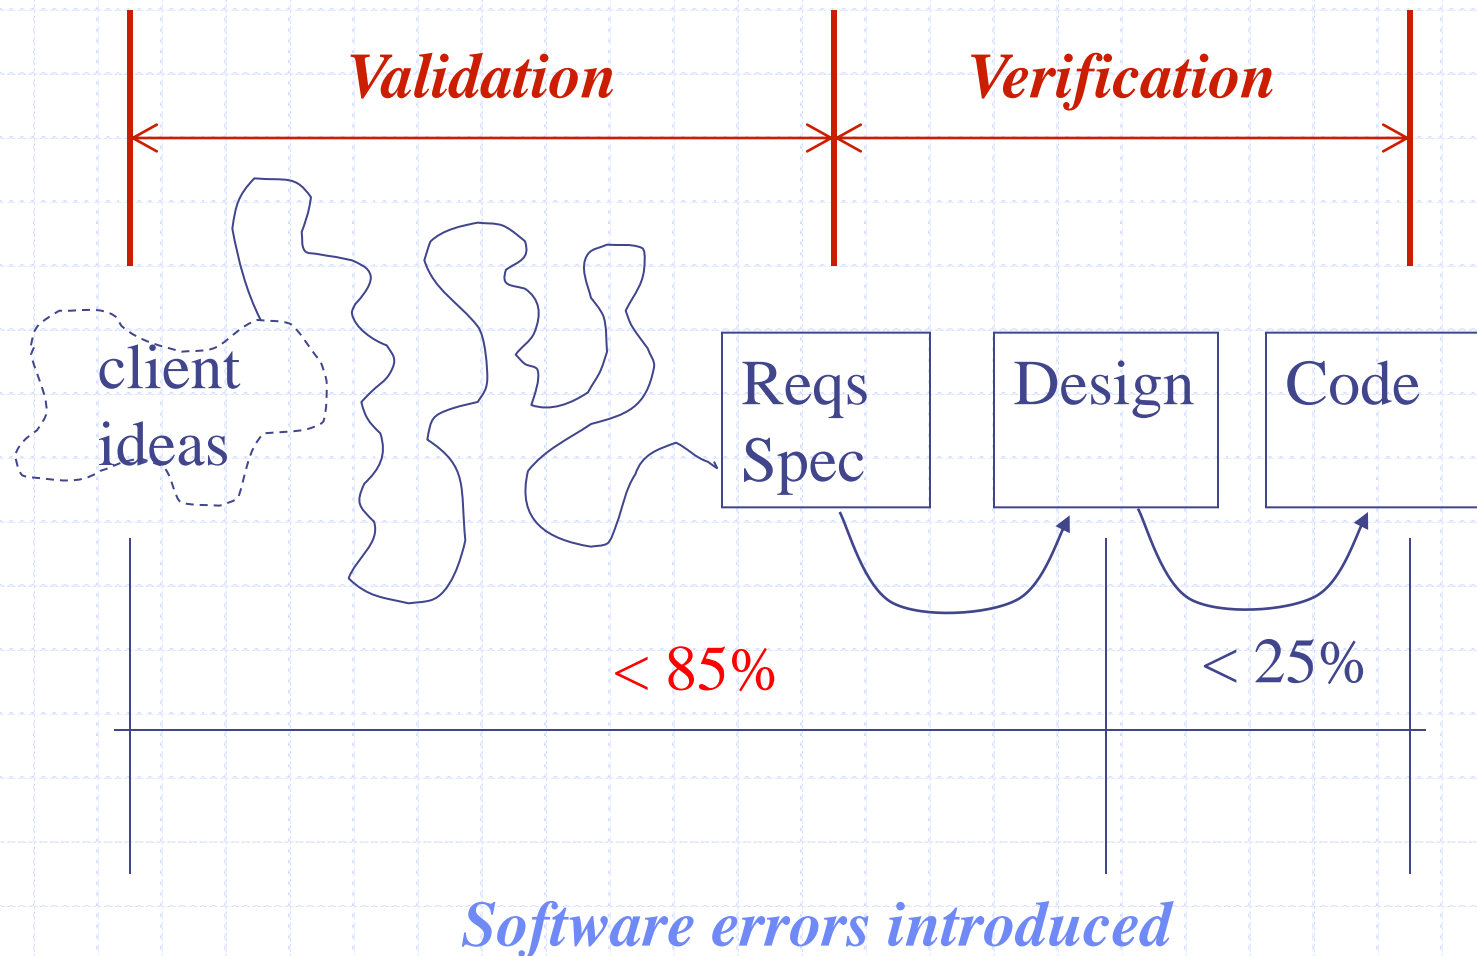 Validation
Verification
client
ideas
Reqs
Spec
Design
Code
< 85%
< 25%
Software errors introduced